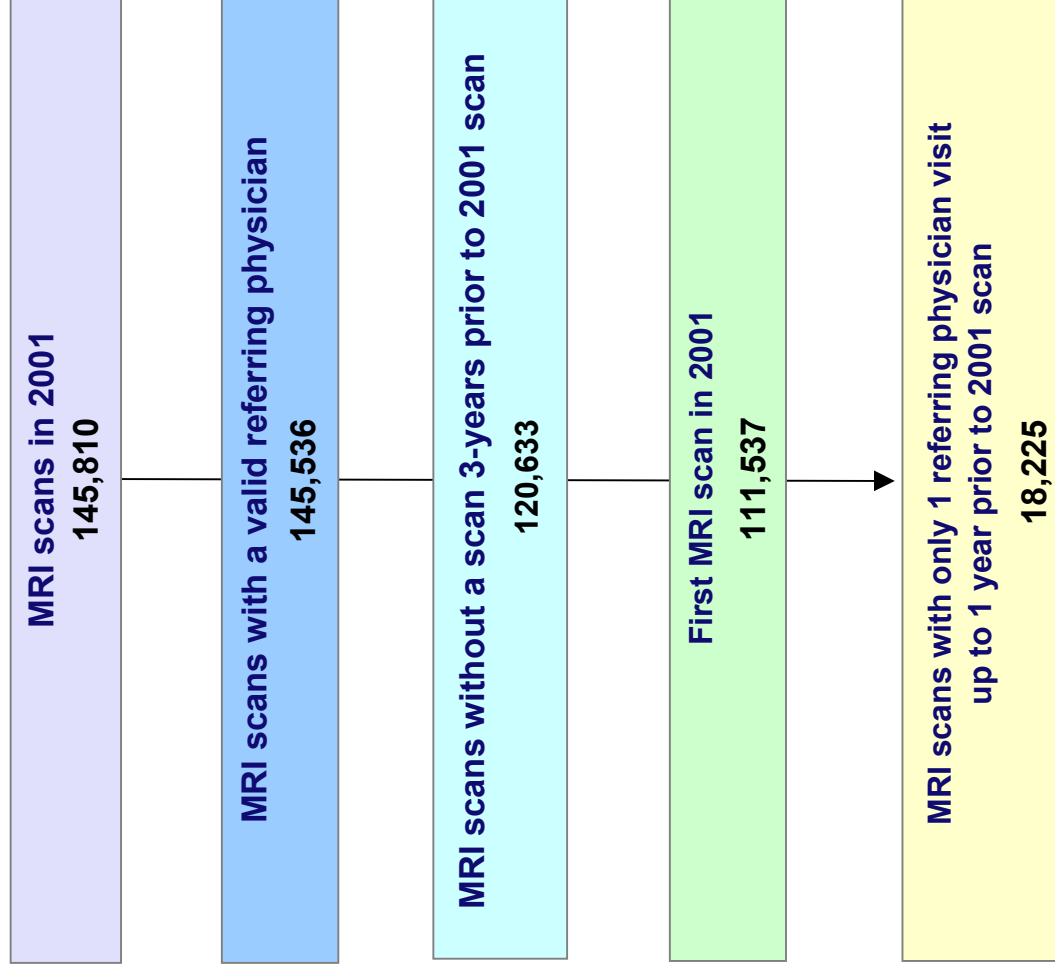 MRI scans in 2001
145,810
MRI scans with a valid referring physician
145,536
MRI scans without a scan 3-years prior to 2001 scan
120,633
First MRI scan in 2001
111,537
MRI scans with only 1 referring physician visit
up to 1 year prior to 2001 scan
18,225